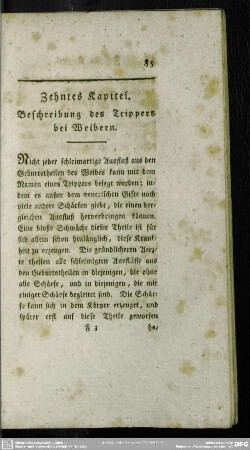 85
Zehntes Kapitel.
Beschreibung des Trippers
bei Weibern.
Nicht jeder schleimartige Ausfluß aus den
Geburtstheilen des Weibes kann mit dem
Namen eines Trippers belegt werden; in-
dem es außer dem venerischen Gifte noch
viele andere Schärfen giebt, die einen der-
gleichen Ausfluß hervorbringen können.
Eine bloße Schwäche dieser Theile ist für
sich allein schon hinlänglich, diese Krank-
heit zu erzeugen. Die gründlicheren Aerz-
te theilen alle schleimigten Ausflüsse aus
den Geburtstheilen in diejenigen, die ohne
alle Schärfe, und in diejenigen, die mit
einiger Schärfe begleitet sind. Die Schär-
fe kann sich in dem Körper erzeugen, und
später erst auf diese Theile geworfen
F 3 ha-